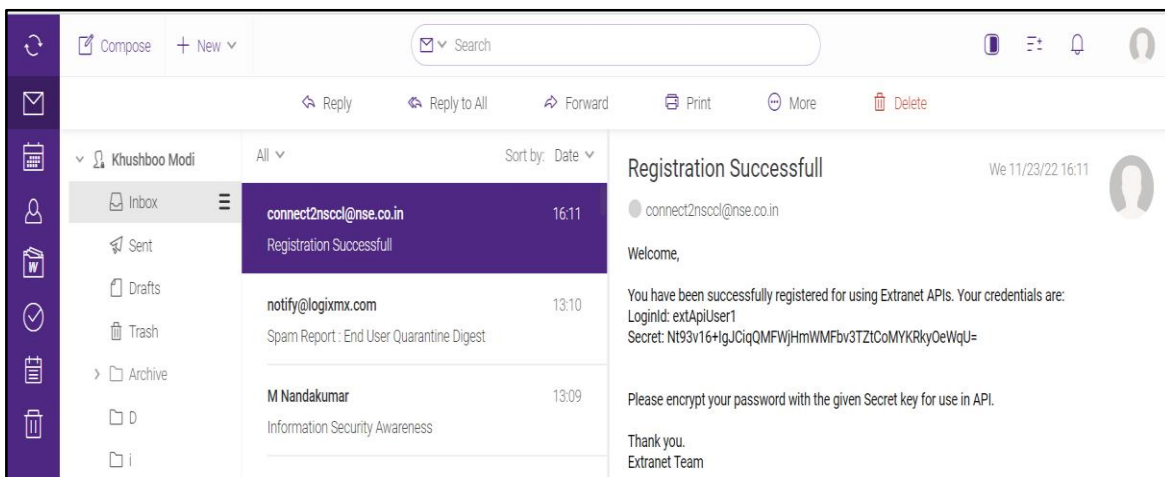 Compose
New
Search
Reply
Reply to All
Forward
Print
More
Delete
Khushboo Modi
Inbox
Sent
Drafts
Trash
Archive
D
i
All
Sort by: Date
connect2nsccl@nse.co.in 16:11
Registration Successfull
notify@logixmx.com 13:10
Spam Report : End User Quarantine Digest
M Nandakumar 13:09
Information Security Awareness
Registration Successfull We 11/23/22 16:11
connect2nsccl@nse.co.in
Welcome,
You have been successfully registered for using Extranet APIs. Your credentials are:
LoginId: extApiUser1
Secret: Nt93v16+IgJCiqQMFWjHmWMFbv3TZtCoMYKRkyOeWqU=
Please encrypt your password with the given Secret key for use in API.
Thank you.
Extranet Team
W